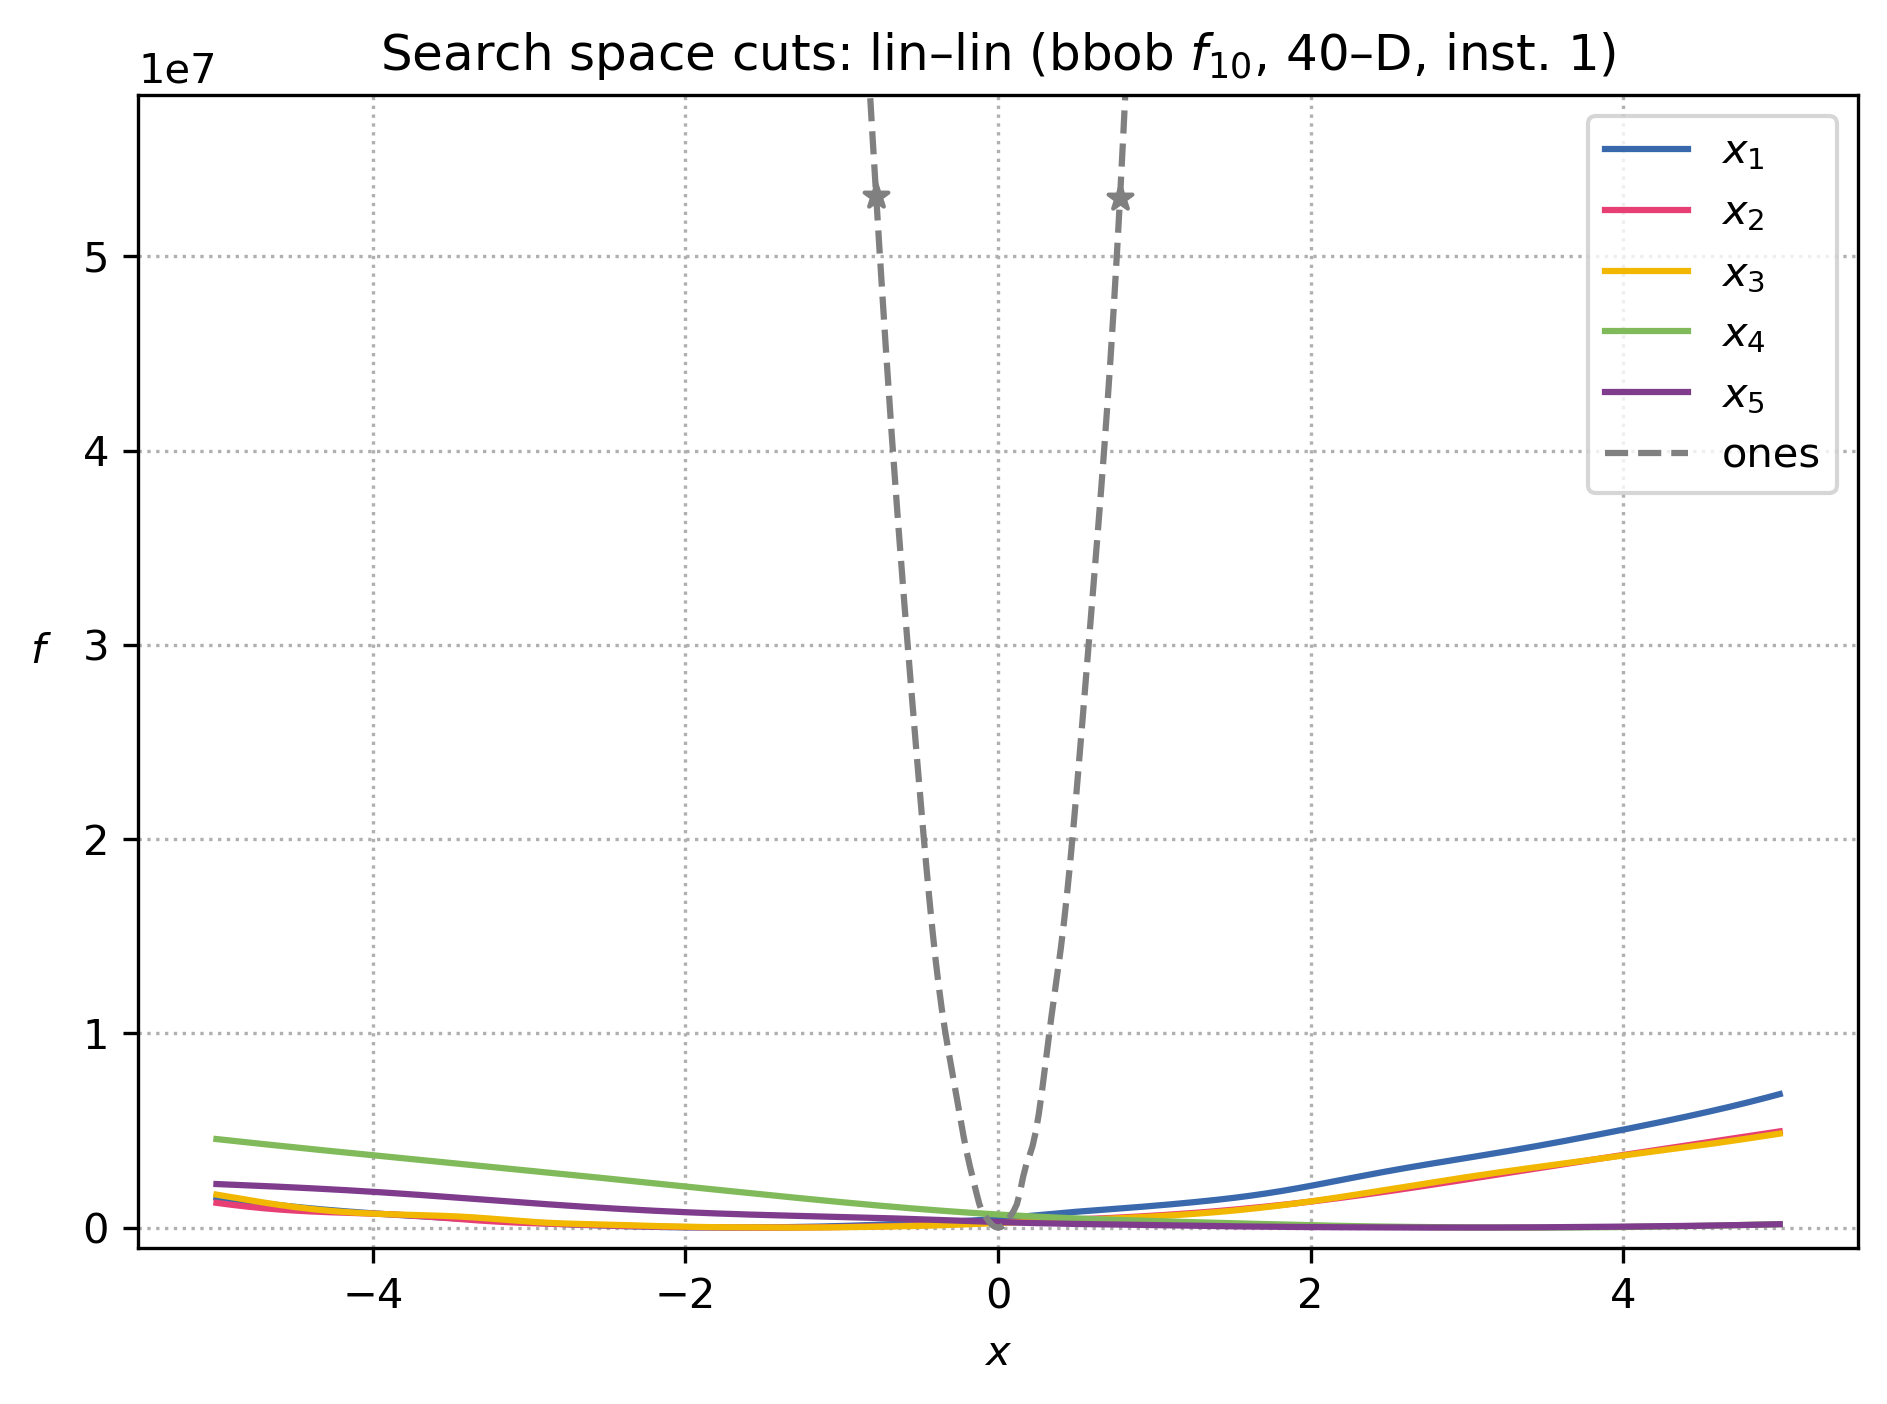 Search space cuts: lin–lin (bbob f10, 40–D, inst. 1)
1e7
x1
x2
x3
x4
x5
ones
5
4
3
2
1
0
f
−4
−2
0
2
4
x